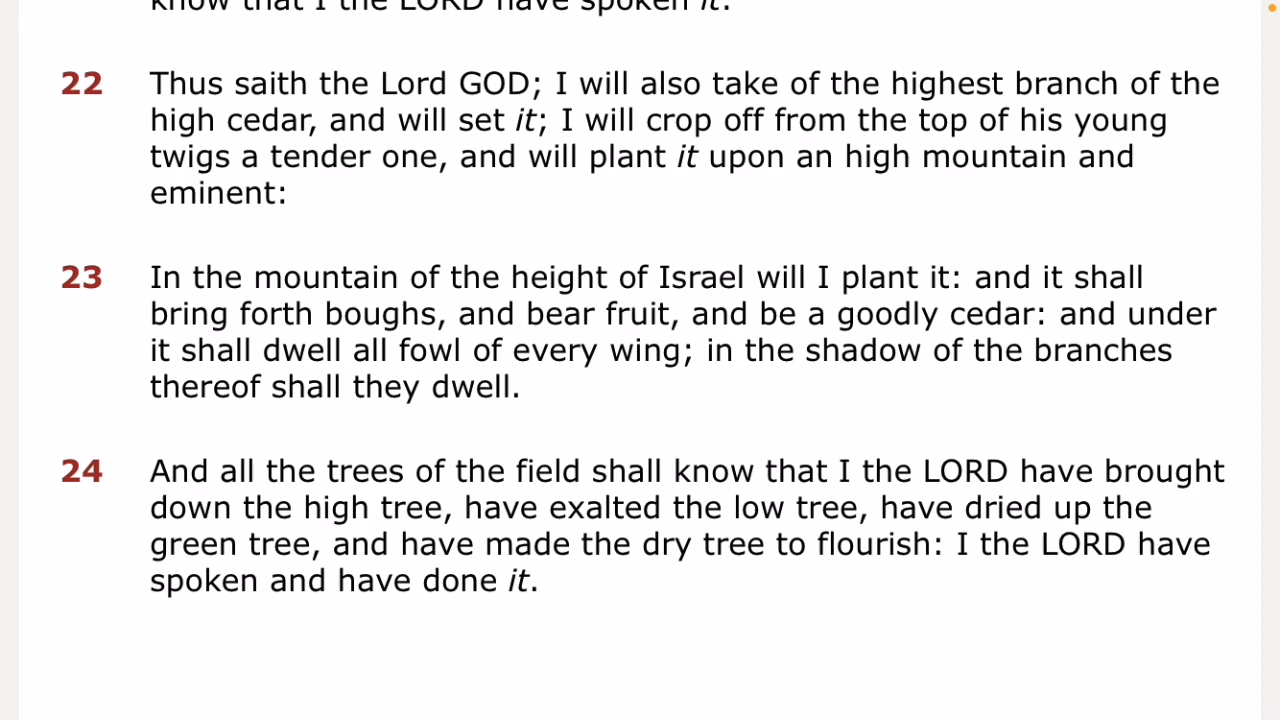 know that I the LORD have spoken it.
22 Thus saith the Lord GOD; I will also take of the highest branch of the
high cedar, and will set it; I will crop off from the top of his young
twigs a tender one, and will plant it upon an high mountain and
eminent:
23 In the mountain of the height of Israel will I plant it: and it shall
bring forth boughs, and bear fruit, and be a goodly cedar: and under
it shall dwell all fowl of every wing; in the shadow of the branches
thereof shall they dwell.
24 And all the trees of the field shall know that I the LORD have brought
down the high tree, have exalted the low tree, have dried up the
green tree, and have made the dry tree to flourish: I the LORD have
spoken and have done it.